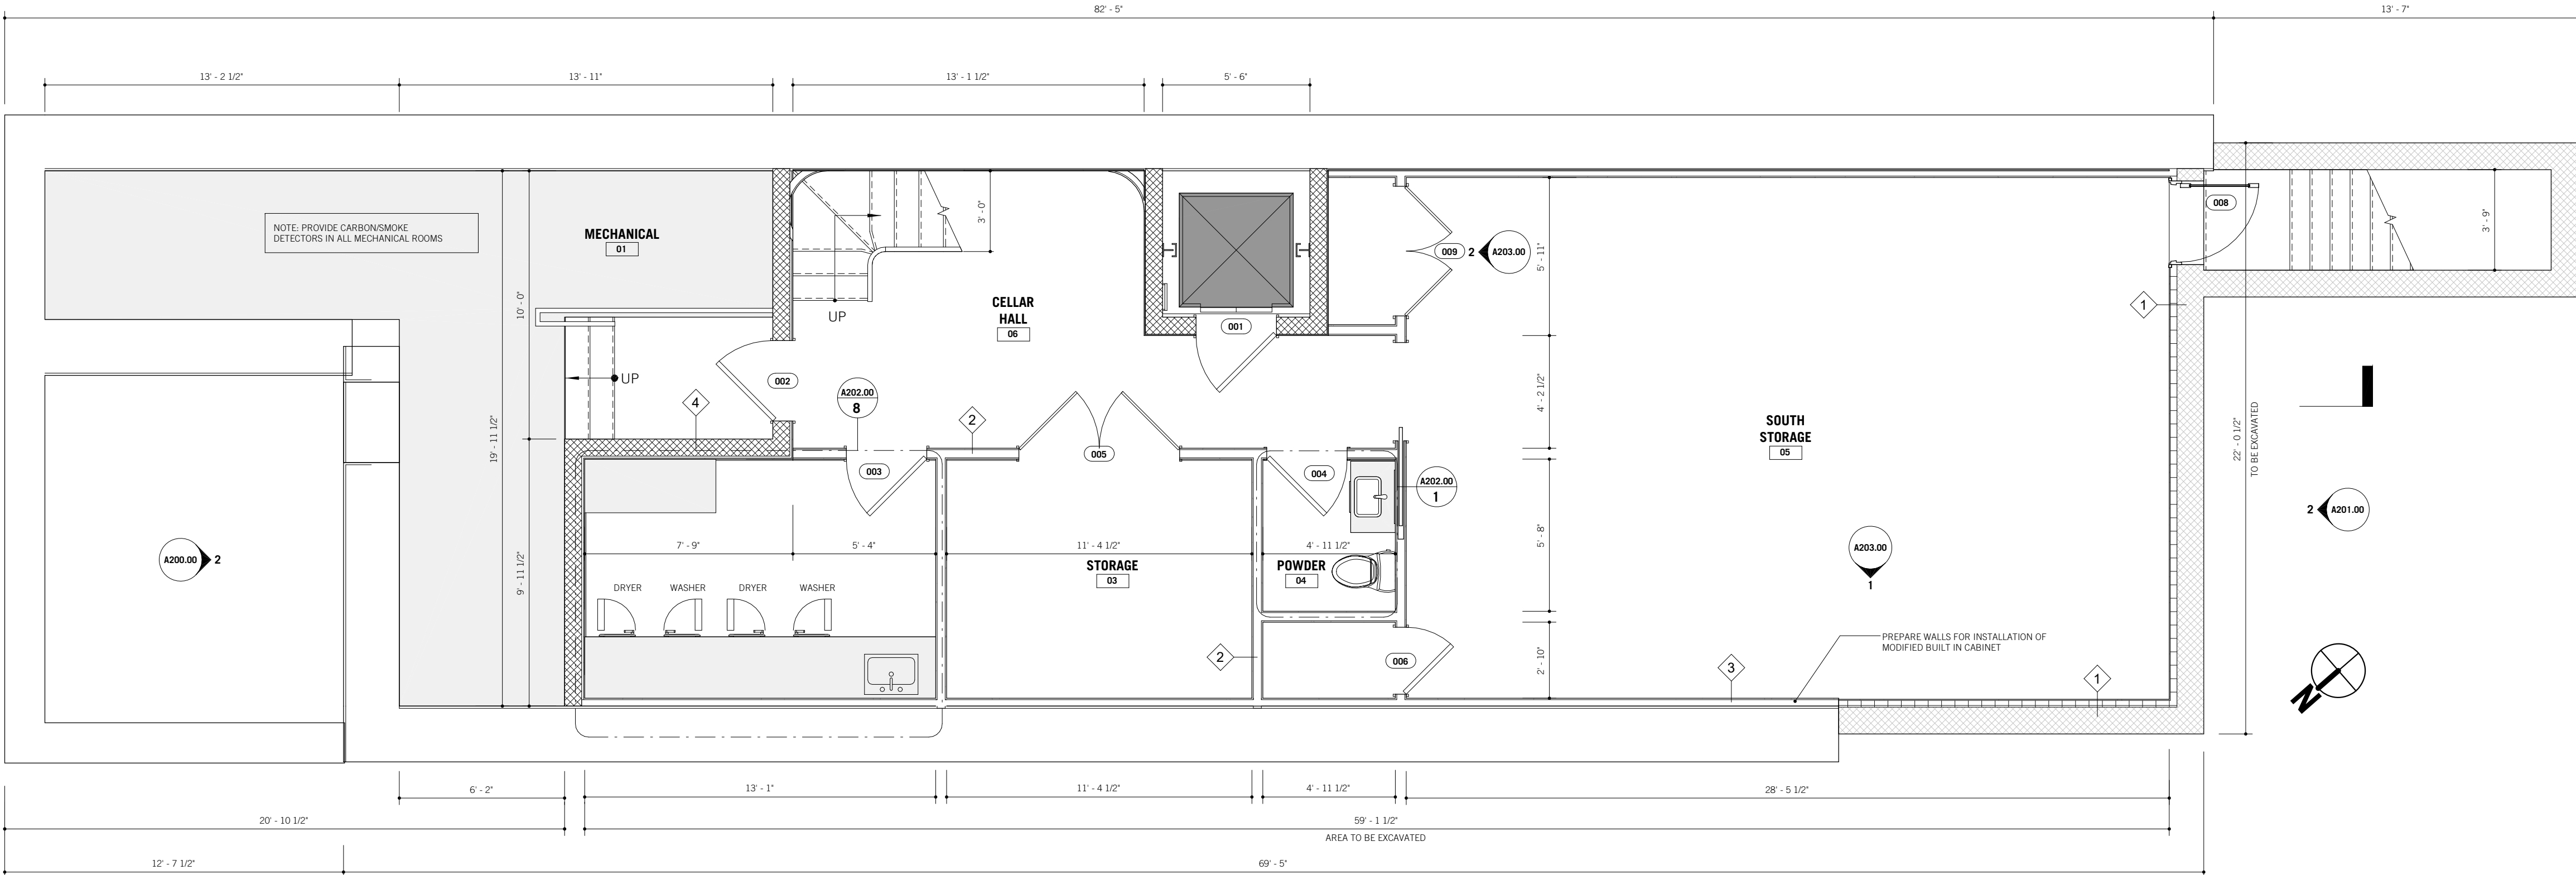 82' - 5"
13' - 7"
13' - 2 1/2"
13' - 11"
13' - 1 1/2"
5' - 6"
NOTE: PROVIDE CARBON/SMOKE
DETECTORS IN ALL MECHANICAL ROOMS
MECHANICAL
01
10' - 0"
19' - 11 1/2"
9' - 11 1/2"
UP
3' - 0"
UP
CELLAR
HALL
06
001
002
4
A202.00
8
2
003
005
004
009
2
A203.00
5' - 11"
4' - 2 1/2"
5' - 8"
2' - 10"
008
3' - 9"
1
SOUTH
STORAGE
05
22' - 0 1/2"
TO BE EXCAVATED
A202.00
1
2
A201.00
A200.00
2
7' - 9"
5' - 4"
11' - 4 1/2"
4' - 11 1/2"
STORAGE
03
POWDER
04
A203.00
1
DRYER
WASHER
DRYER
WASHER
2
006
3
PREPARE WALLS FOR INSTALLATION OF
MODIFIED BUILT IN CABINET
1
N
6' - 2"
13' - 1"
11' - 4 1/2"
4' - 11 1/2"
28' - 5 1/2"
20' - 10 1/2"
59' - 1 1/2"
AREA TO BE EXCAVATED
12' - 7 1/2"
69' - 5"